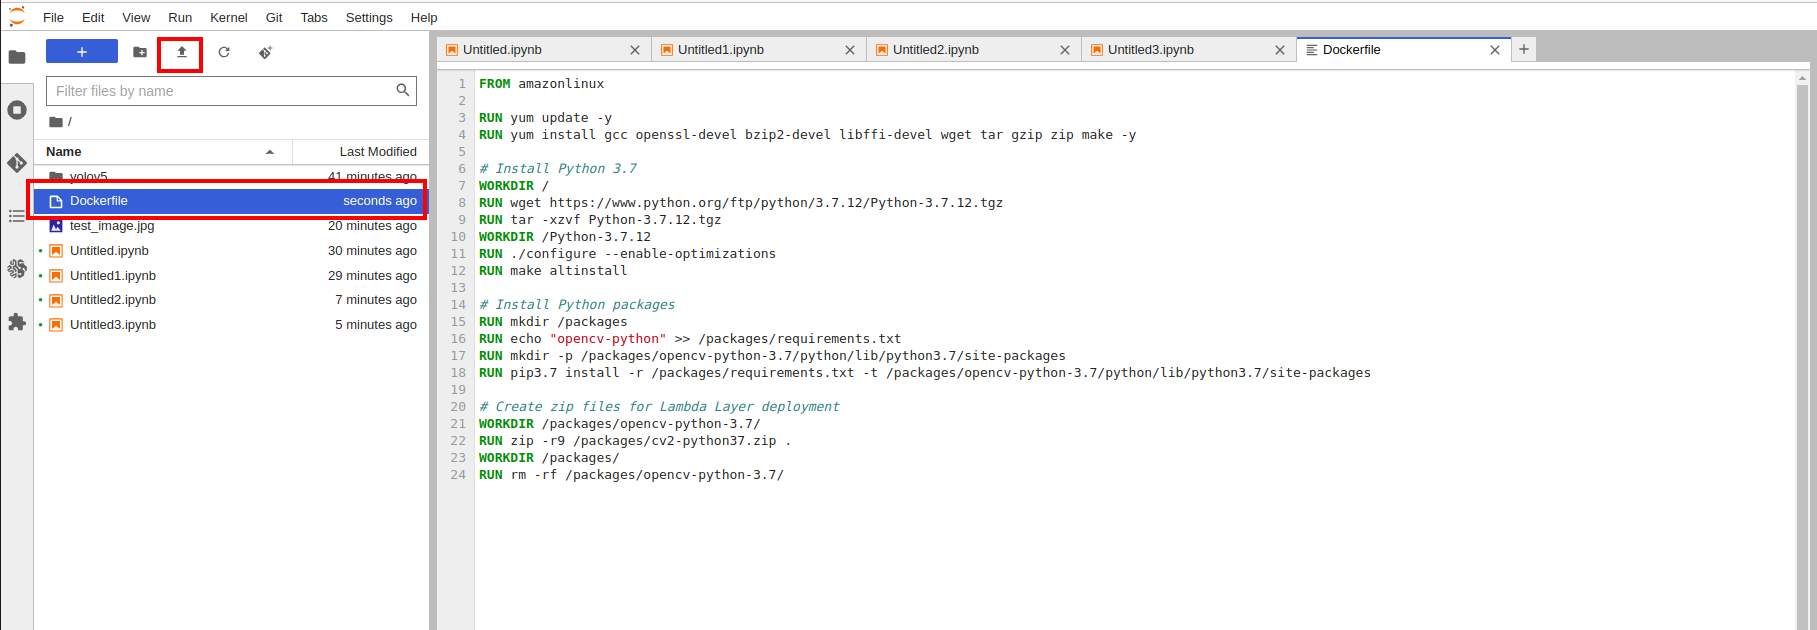 File Edit View Run Kernel Git Tabs Settings Help
Untitled.ipynb Untitled1.ipynb Untitled2.ipynb Untitled3.ipynb Dockerfile
Filter files by name
/
Name Last Modified
yolov5 41 minutes ago
Dockerfile seconds ago
test_image.jpg 20 minutes ago
Untitled.ipynb 30 minutes ago
Untitled1.ipynb 29 minutes ago
Untitled2.ipynb 7 minutes ago
Untitled3.ipynb 5 minutes ago
1 FROM amazonlinux
2
3 RUN yum update -y
4 RUN yum install gcc openssl-devel bzip2-devel libffi-devel wget tar gzip zip make -y
5
6 # Install Python 3.7
7 WORKDIR /
8 RUN wget https://www.python.org/ftp/python/3.7.12/Python-3.7.12.tgz
9 RUN tar -xzvf Python-3.7.12.tgz
10 WORKDIR /Python-3.7.12
11 RUN ./configure --enable-optimizations
12 RUN make altinstall
13
14 # Install Python packages
15 RUN mkdir /packages
16 RUN echo "opencv-python" >> /packages/requirements.txt
17 RUN mkdir -p /packages/opencv-python-3.7/python/lib/python3.7/site-packages
18 RUN pip3.7 install -r /packages/requirements.txt -t /packages/opencv-python-3.7/python/lib/python3.7/site-packages
19
20 # Create zip files for Lambda Layer deployment
21 WORKDIR /packages/opencv-python-3.7/
22 RUN zip -r9 /packages/cv2-python37.zip .
23 WORKDIR /packages/
24 RUN rm -rf /packages/opencv-python-3.7/